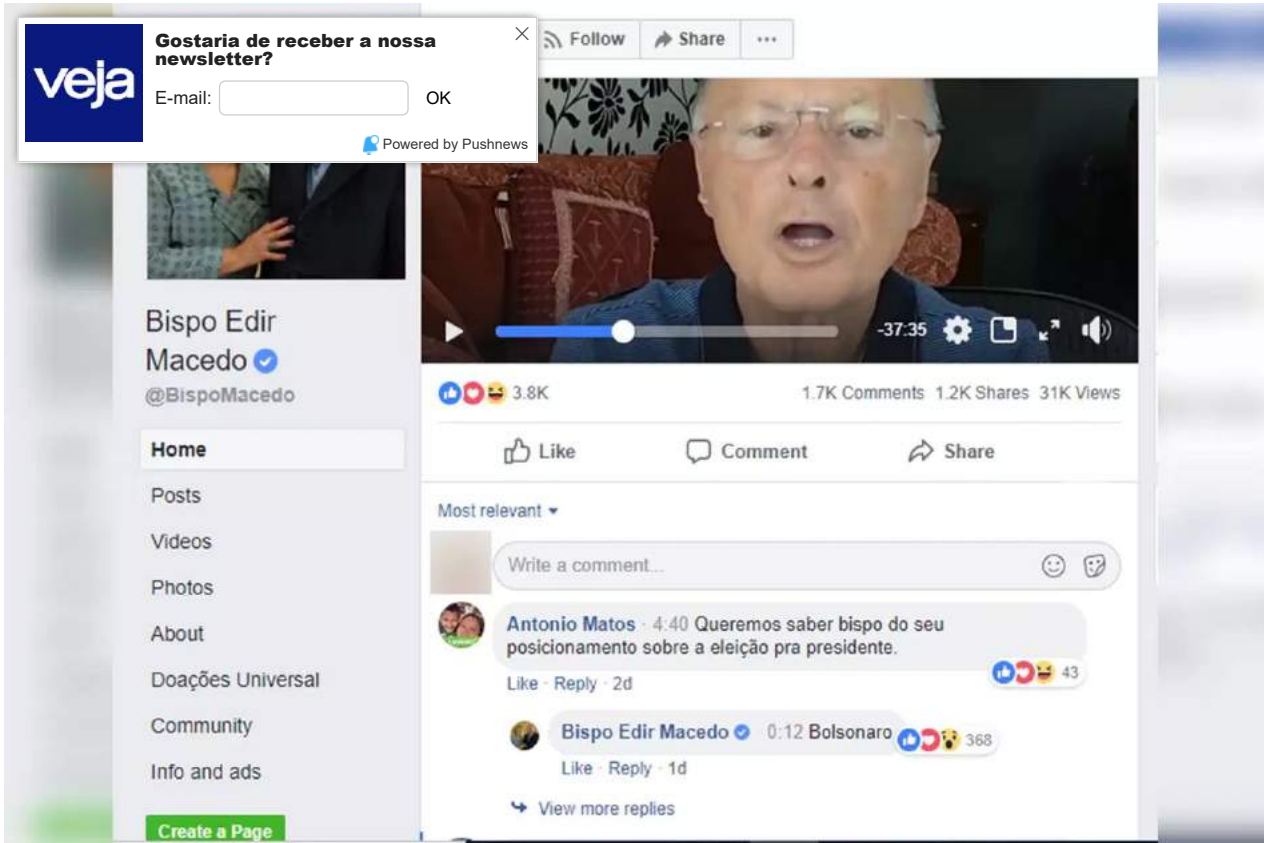 veja
Gostaria de receber a nossa
newsletter?
E-mail:
OK
Powered by Pushnews
Follow
Share
Bispo Edir
Macedo
@BispoMacedo
Home
Posts
Videos
Photos
About
Doações Universal
Community
Info and ads
Create a Page
-37:35
3.8K
1.7K Comments 1.2K Shares 31K Views
Like
Comment
Share
Most relevant
Write a comment...
Antonio Matos · 4:40 Queremos saber bispo do seu
posicionamento sobre a eleição pra presidente.
43
Like · Reply · 2d
Bispo Edir Macedo 0:12 Bolsonaro
368
Like · Reply · 1d
View more replies